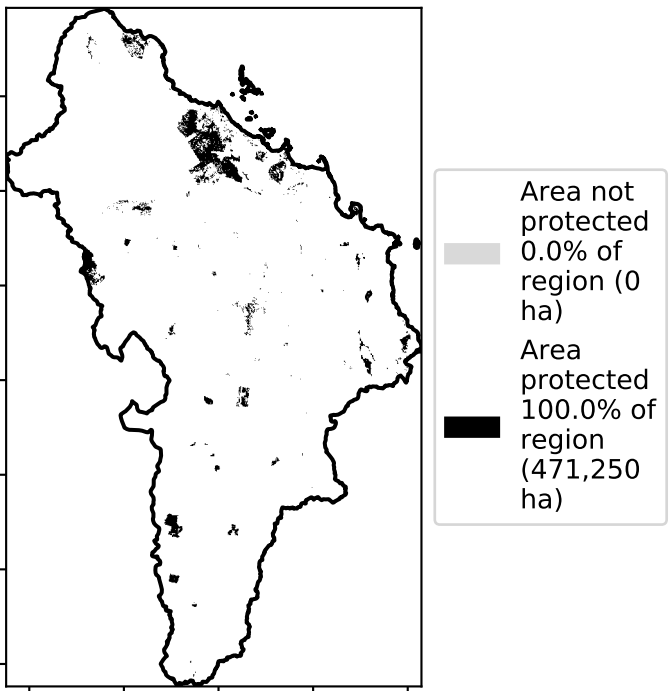 Area not
protected
0.0% of
region (0
ha)
Area
protected
100.0% of
region
(471,250
ha)